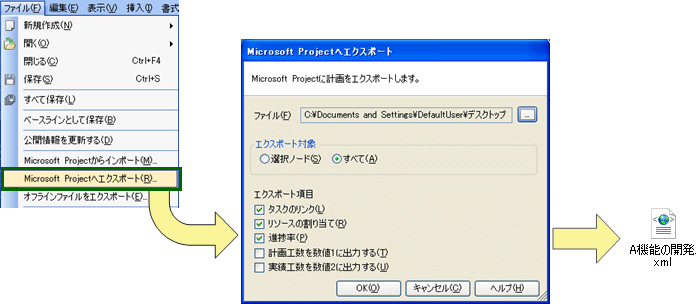 ファイル(F) 編集(E) 表示(V) 挿入(I) 書式
新規作成(N)
開く(O)
閉じる(C) Ctrl+F4
保存(S) Ctrl+S
すべて保存(L)
ベースラインとして保存(B)
公開情報を更新する(D)
Microsoft Projectからインポート(M)...
Microsoft Projectへエクスポート(R)...
オフラインファイルをエクスポート(E)...
Microsoft Projectへエクスポート
Microsoft Projectに計画をエクスポートします。
ファイル(F) C:¥Documents and Settings¥DefaultUser¥デスクトップ ...
エクスポート対象
選択ノード(S) すべて(A)
エクスポート項目
タスクのリンク(L)
リソースの割り当て(R)
進捗率(P)
計画工数を数値1に出力する(T)
実績工数を数値2に出力する(U)
OK(O) キャンセル(C) ヘルプ(H)
A機能の開発.
xml